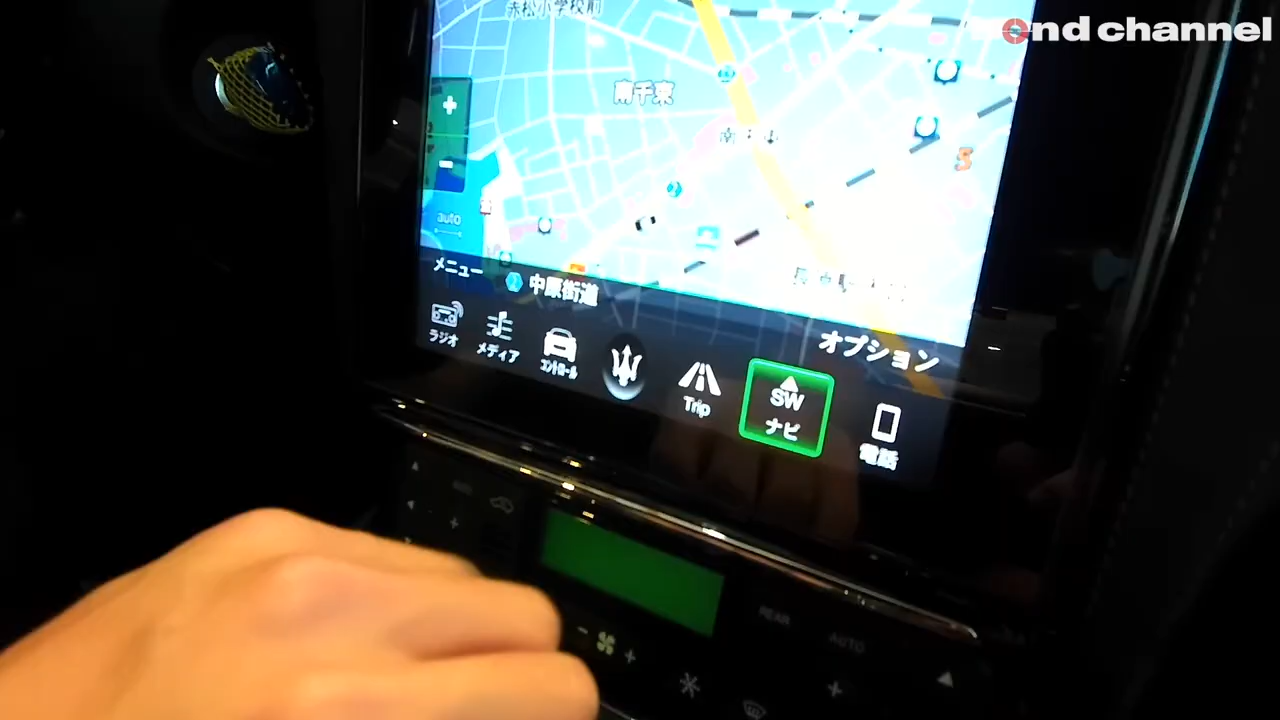 ond channel
赤松小学校前
南千束
auto
メニュー
中原街道
オプション
ラジオ
メディア
コントロール
Trip
SW
ナビ
電話
REAR
AUTO